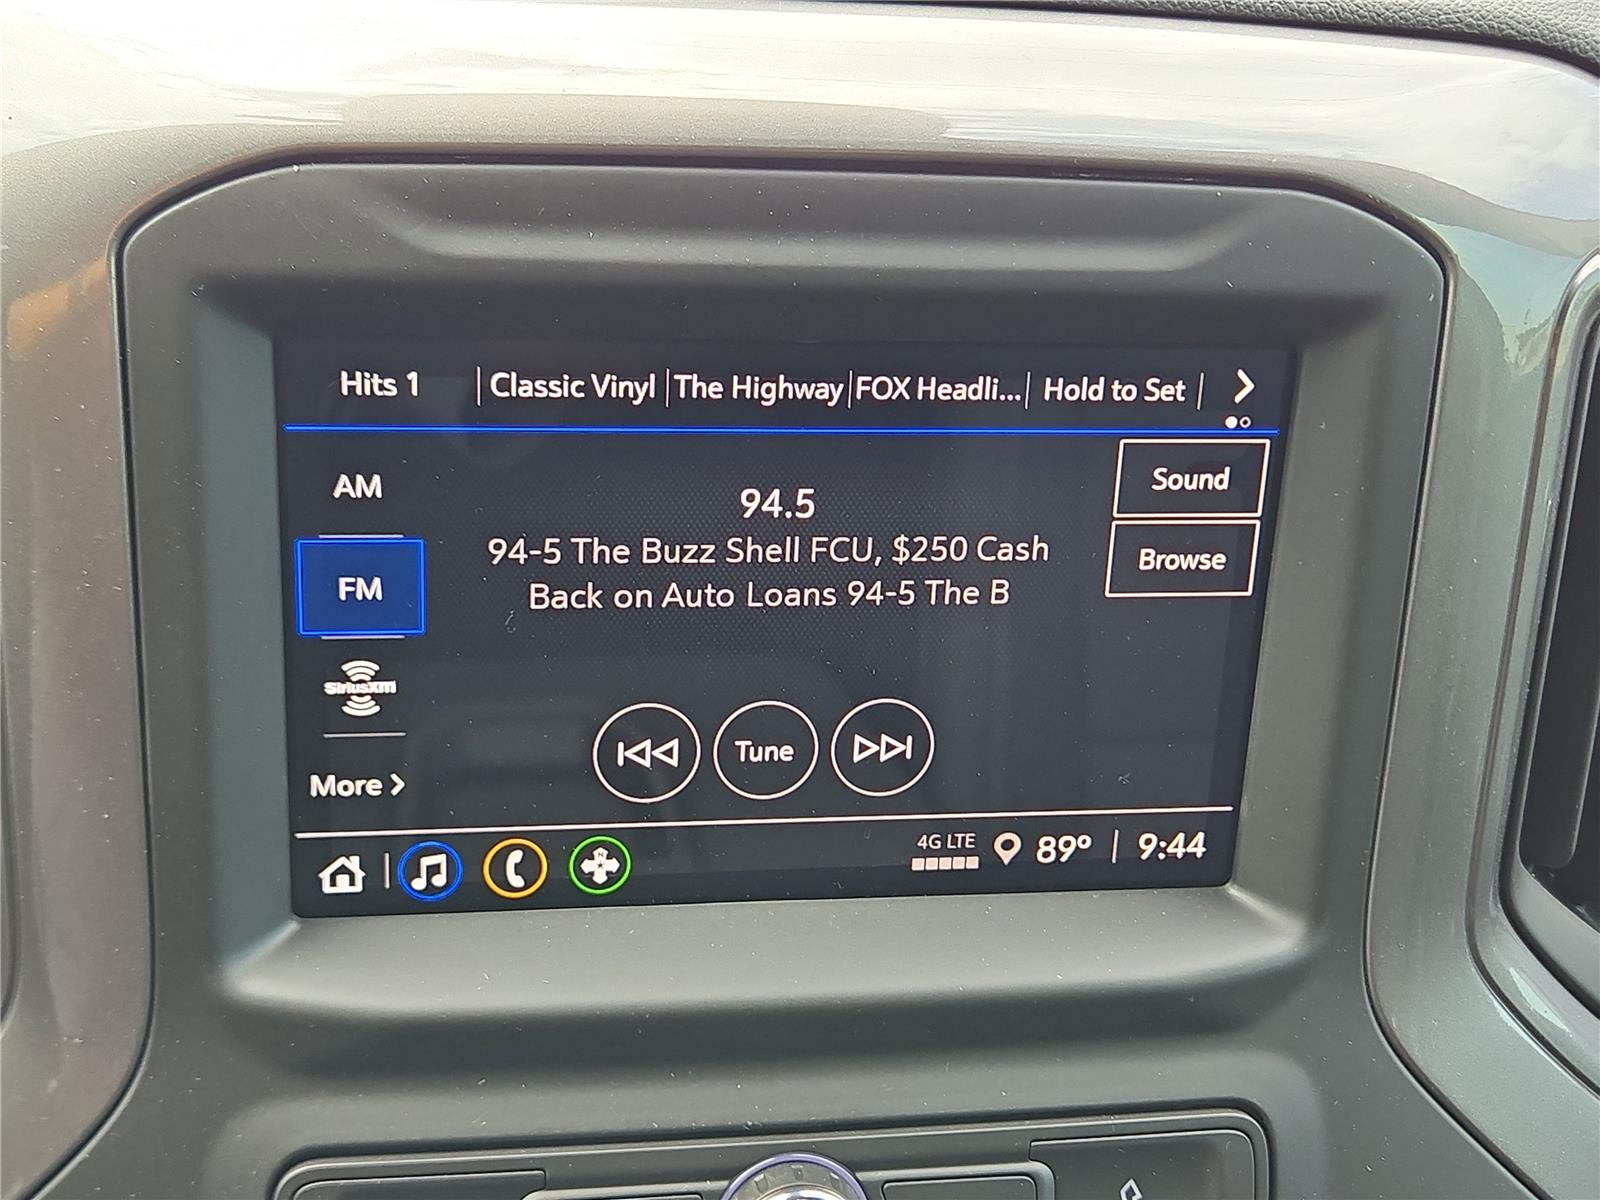 Hits 1 | Classic Vinyl | The Highway | FOX Headli... | Hold to Set |
AM
Sound
94.5
94-5 The Buzz Shell FCU, $250 Cash
Back on Auto Loans 94-5 The B
Browse
FM
SiriusXM
Tune
More
4G LTE
89° | 9:44